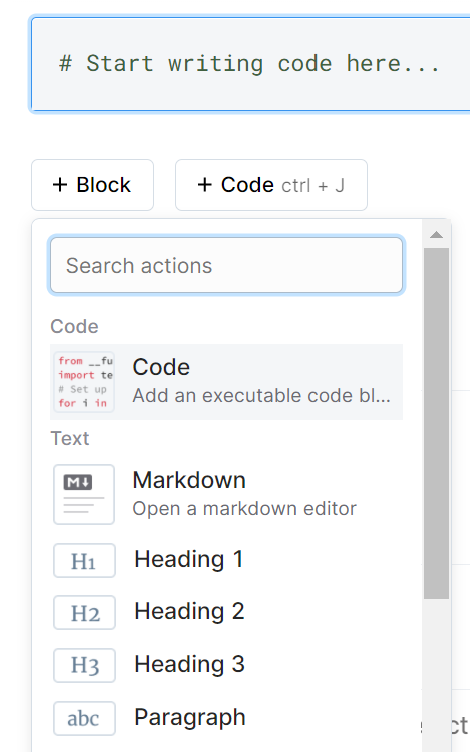 # Start writing code here...
+ Block
+ Code ctrl + J
Search actions
Code
from __fu
import te
# Set up
for i in
Code
Add an executable code bl...
Text
M
Markdown
Open a markdown editor
H1
Heading 1
H2
Heading 2
H3
Heading 3
abc
Paragraph
ct